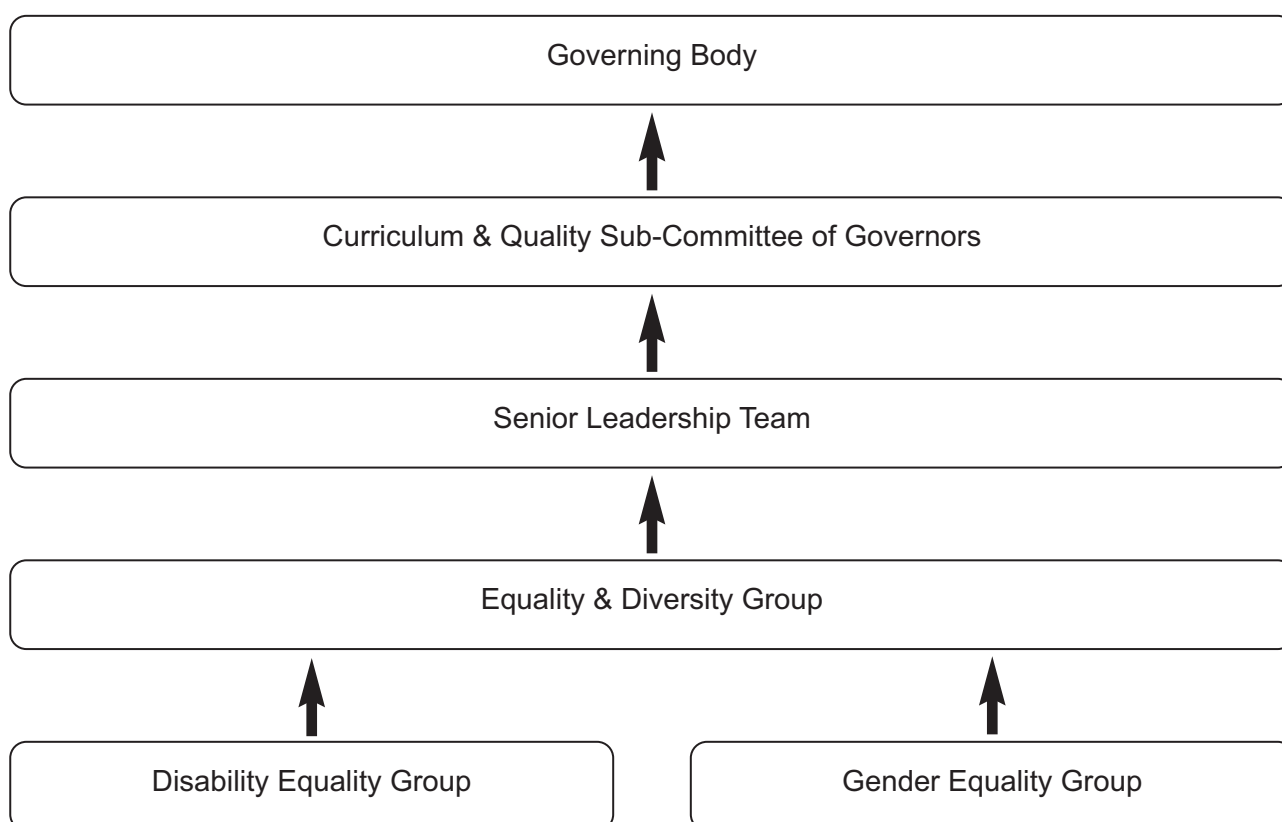 Governing Body
Curriculum & Quality Sub-Committee of Governors
Senior Leadership Team
Equality & Diversity Group
Disability Equality Group
Gender Equality Group